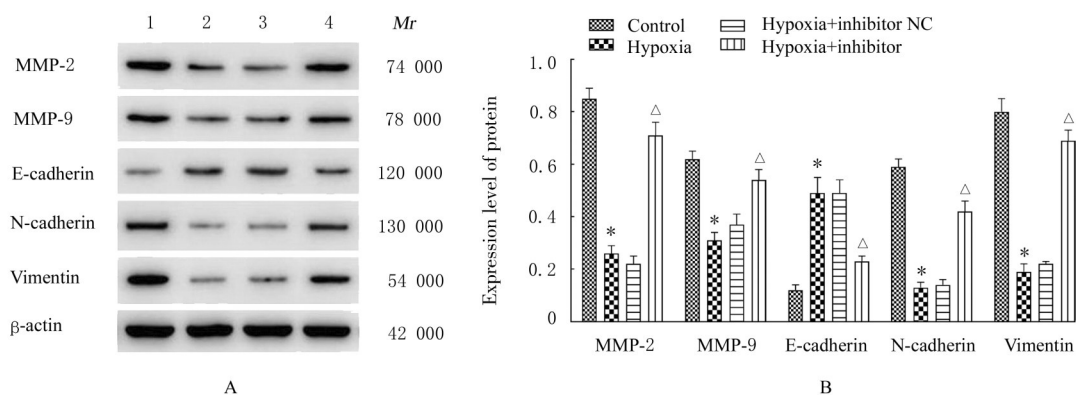 1 2 3 4 Mr
MMP-2 74 000
MMP-9 78 000
E-cadherin 120 000
N-cadherin 130 000
Vimentin 54 000
β-actin 42 000
A
Control
Hypoxia
Hypoxia+inhibitor NC
Hypoxia+inhibitor
Expression level of protein
1.0
0.8
0.6
0.4
0.2
0
* △ * △ * △ * △ * △
MMP-2 MMP-9 E-cadherin N-cadherin Vimentin
B